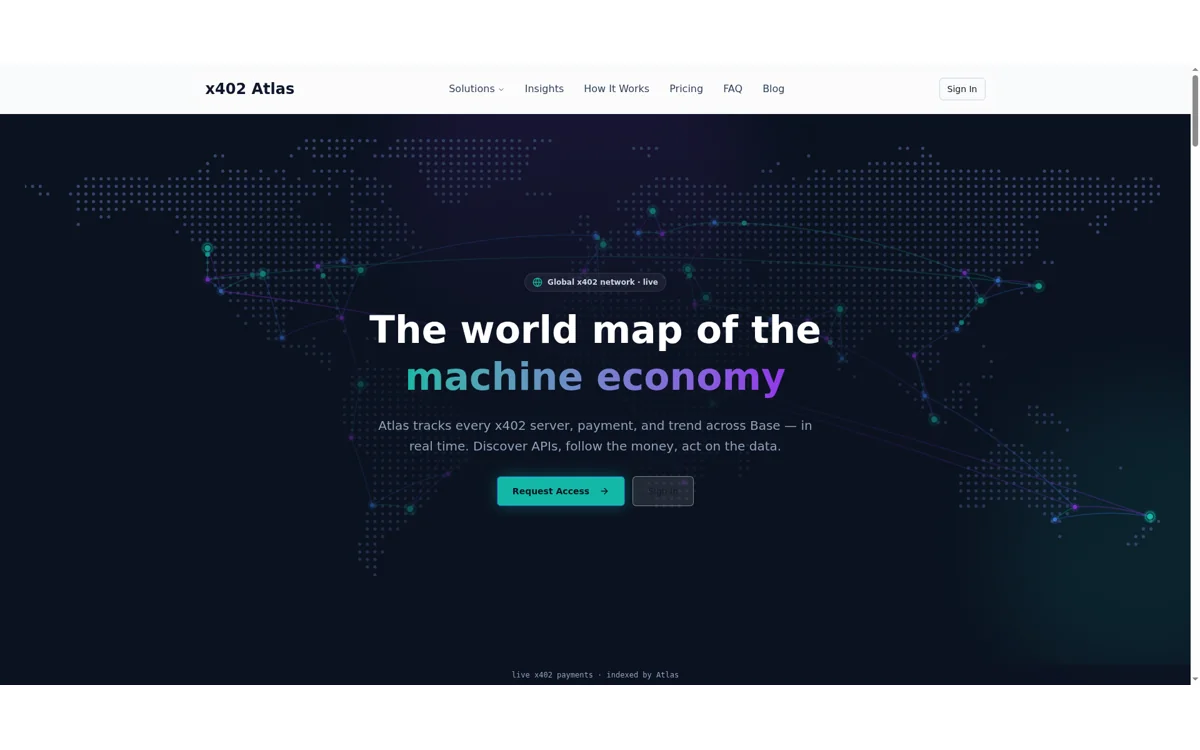 x402 Atlas
Solutions
Insights
How It Works
Pricing
FAQ
Blog
Sign In
Global x402 network · live
The world map of the
machine economy
Atlas tracks every x402 server, payment, and trend across Base — in
real time. Discover APIs, follow the money, act on the data.
Request Access →
Sign In
live x402 payments · indexed by Atlas